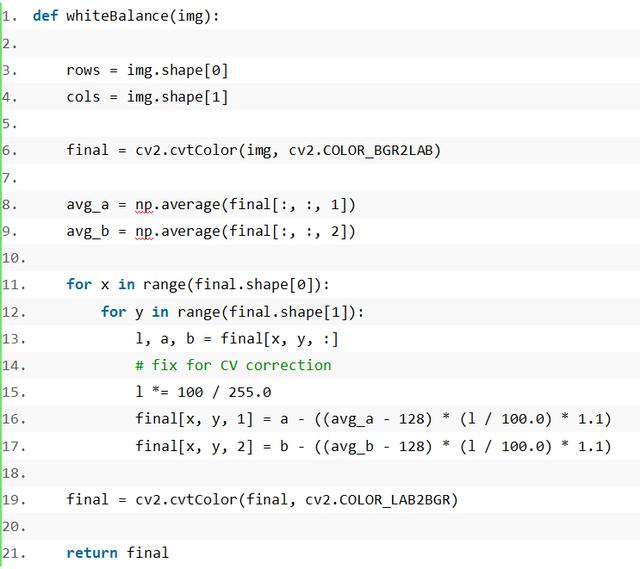 1. def whiteBalance(img):
2.
3.     rows = img.shape[0]
4.     cols = img.shape[1]
5.
6.     final = cv2.cvtColor(img, cv2.COLOR_BGR2LAB)
7.
8.     avg_a = np.average(final[:, :, 1])
9.     avg_b = np.average(final[:, :, 2])
10.
11.     for x in range(final.shape[0]):
12.         for y in range(final.shape[1]):
13.             l, a, b = final[x, y, :]
14.             # fix for CV correction
15.             l *= 100 / 255.0
16.             final[x, y, 1] = a - ((avg_a - 128) * (l / 100.0) * 1.1)
17.             final[x, y, 2] = b - ((avg_b - 128) * (l / 100.0) * 1.1)
18.
19.     final = cv2.cvtColor(final, cv2.COLOR_LAB2BGR)
20.
21.     return final